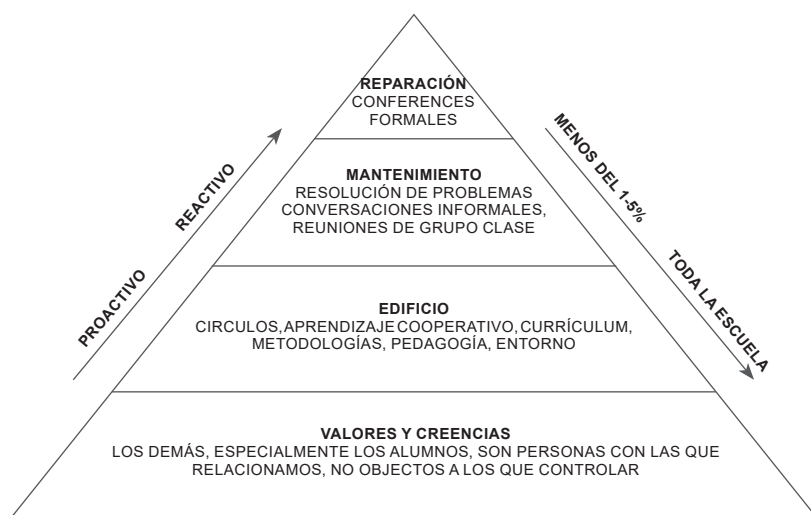 REPARACIÓN
CONFERENCES
FORMALES
MANTENIMIENTO
RESOLUCIÓN DE PROBLEMAS
CONVERSACIONES INFORMALES,
REUNIONES DE GRUPO CLASE
EDIFICIO
CIRCULOS, APRENDIZAJE COOPERATIVO, CURRÍCULUM,
METODOLOGÍAS, PEDAGOGÍA, ENTORNO
VALORES Y CREENCIAS
LOS DEMÁS, ESPECIALMENTE LOS ALUMNOS, SON PERSONAS CON LAS QUE
RELACIONAMOS, NO OBJECTOS A LOS QUE CONTROLAR
PROACTIVO
REACTIVO
MENOS DEL 1-5%
TODA LA ESCUELA